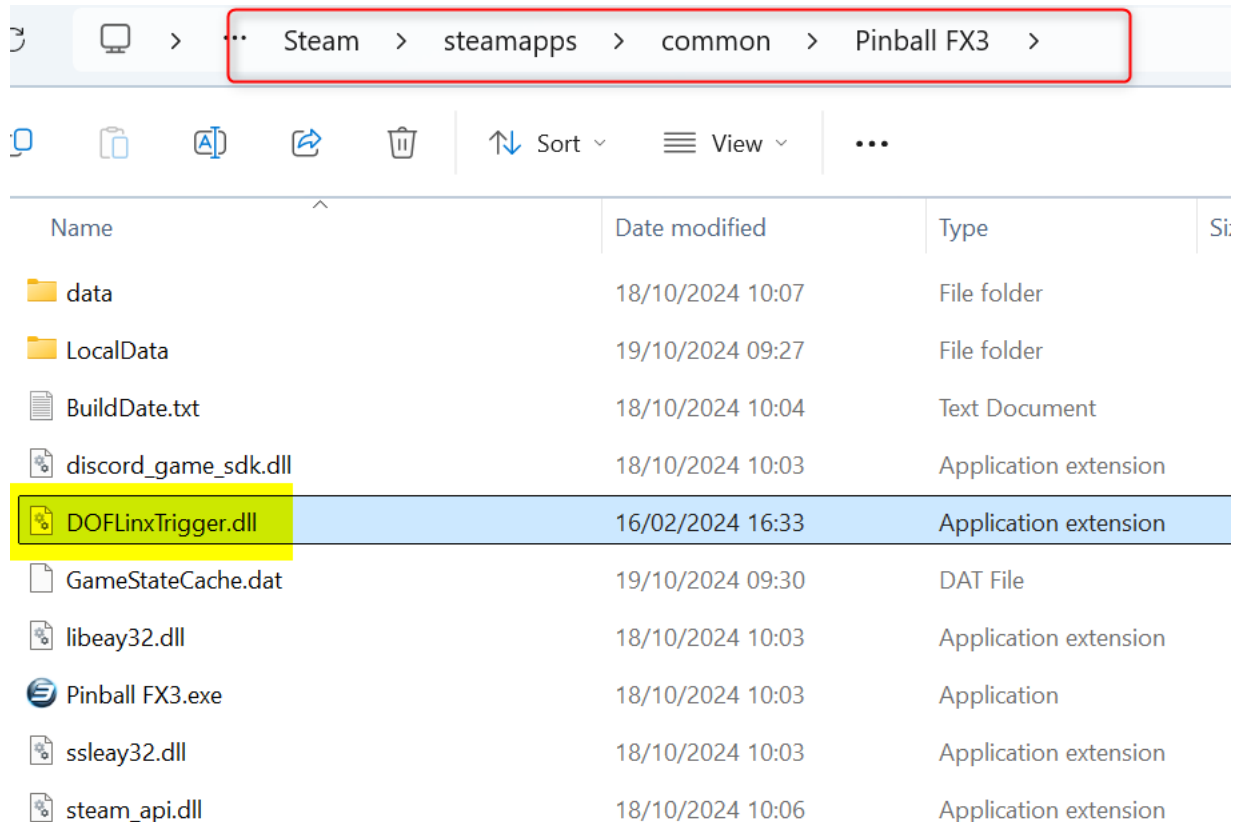 ··· Steam > steamapps > common > Pinball FX3 >
Sort View ···
Name Date modified Type
data 18/10/2024 10:07 File folder
LocalData 19/10/2024 09:27 File folder
BuildDate.txt 18/10/2024 10:04 Text Document
discord_game_sdk.dll 18/10/2024 10:03 Application extension
DOFLinxTrigger.dll 16/02/2024 16:33 Application extension
GameStateCache.dat 19/10/2024 09:30 DAT File
libeay32.dll 18/10/2024 10:03 Application extension
Pinball FX3.exe 18/10/2024 10:03 Application
ssleay32.dll 18/10/2024 10:03 Application extension
steam_api.dll 18/10/2024 10:06 Application extension